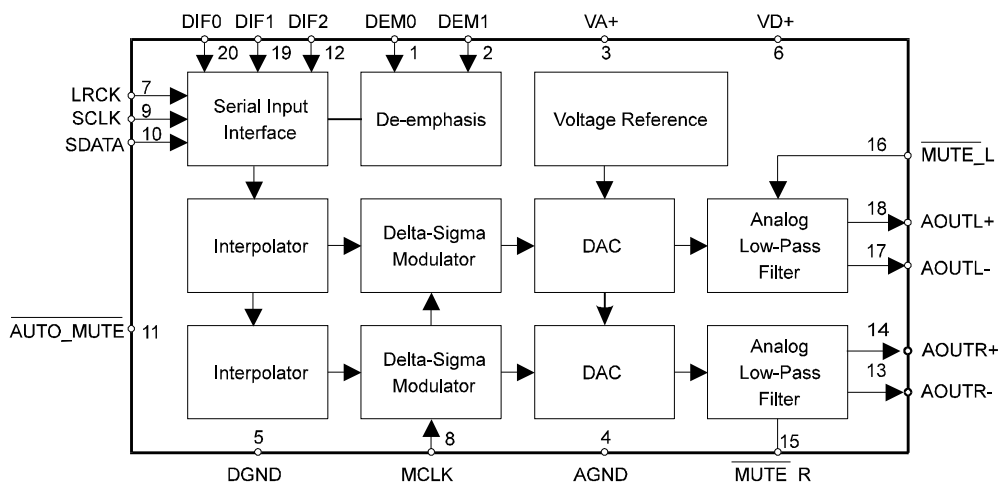 DIF0 DIF1 DIF2 DEM0 DEM1 VA+ VD+
20 19 12 1 2 3 6
LRCK 7
SCLK 9
SDATA 10
Serial Input
Interface
De-emphasis
Voltage Reference
16 MUTE_L
Interpolator
Delta-Sigma
Modulator
DAC
Analog
Low-Pass
Filter
18 AOUTL+
17 AOUTL-
AUTO_MUTE 11
Interpolator
Delta-Sigma
Modulator
DAC
Analog
Low-Pass
Filter
14 AOUTR+
13 AOUTR-
5 8 4 15
DGND MCLK AGND MUTE R